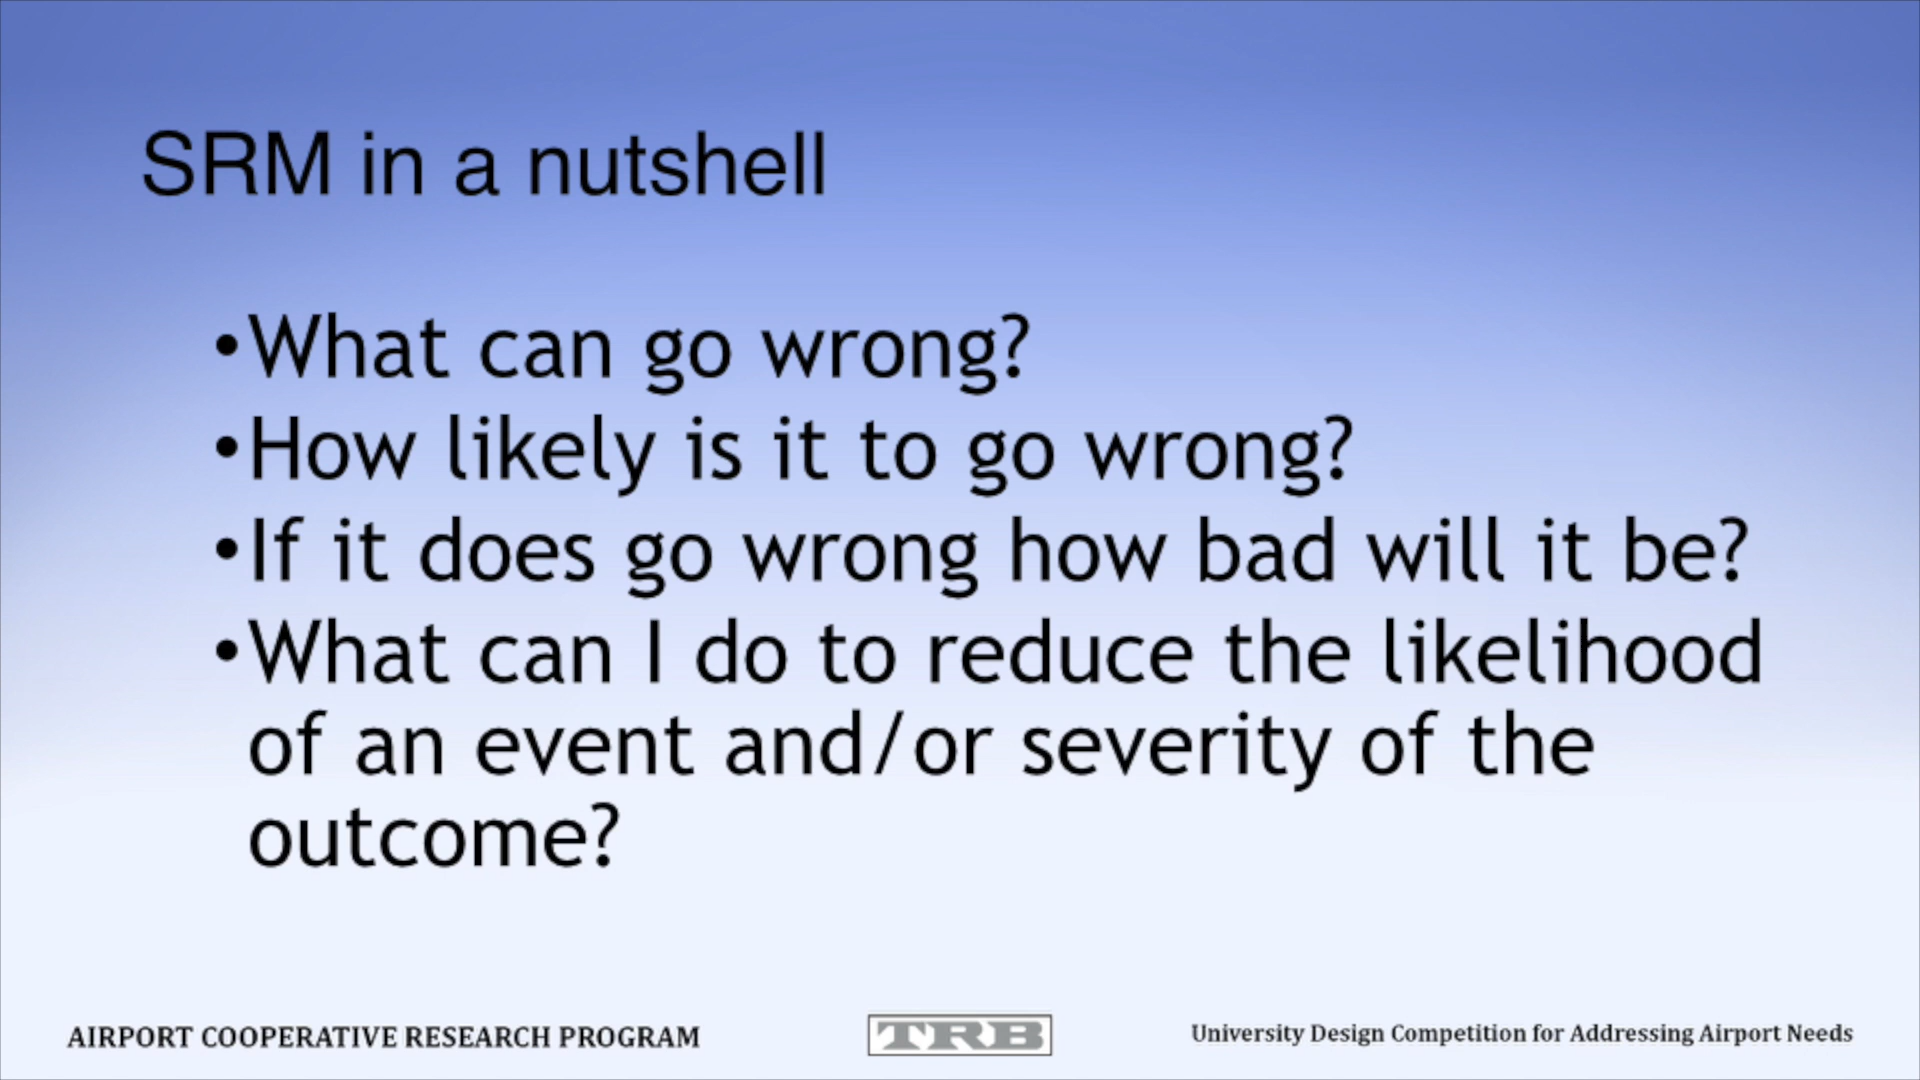 SRM in a nutshell
•What can go wrong?
•How likely is it to go wrong?
•If it does go wrong how bad will it be?
•What can I do to reduce the likelihood
of an event and/or severity of the
outcome?
AIRPORT COOPERATIVE RESEARCH PROGRAM
TRB
University Design Competition for Addressing Airport Needs